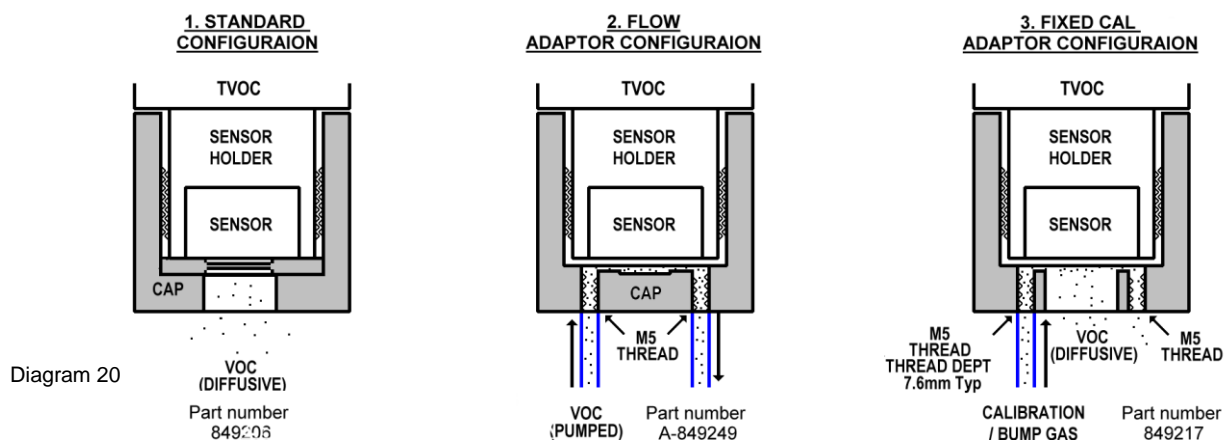 1. STANDARD
CONFIGURAION
TVOC
SENSOR
HOLDER
SENSOR
CAP
VOC
(DIFFUSIVE)
Part number
849206
2. FLOW
ADAPTOR CONFIGURAION
TVOC
SENSOR
HOLDER
SENSOR
CAP
M5
THREAD
VOC
(PUMPED)
Part number
A-849249
3. FIXED CAL
ADAPTOR CONFIGURAION
TVOC
SENSOR
HOLDER
SENSOR
M5
THREAD
THREAD DEPT
7.6mm Typ
VOC
(DIFFUSIVE)
M5
THREAD
CALIBRATION
/ BUMP GAS
Part number
849217
Diagram 20